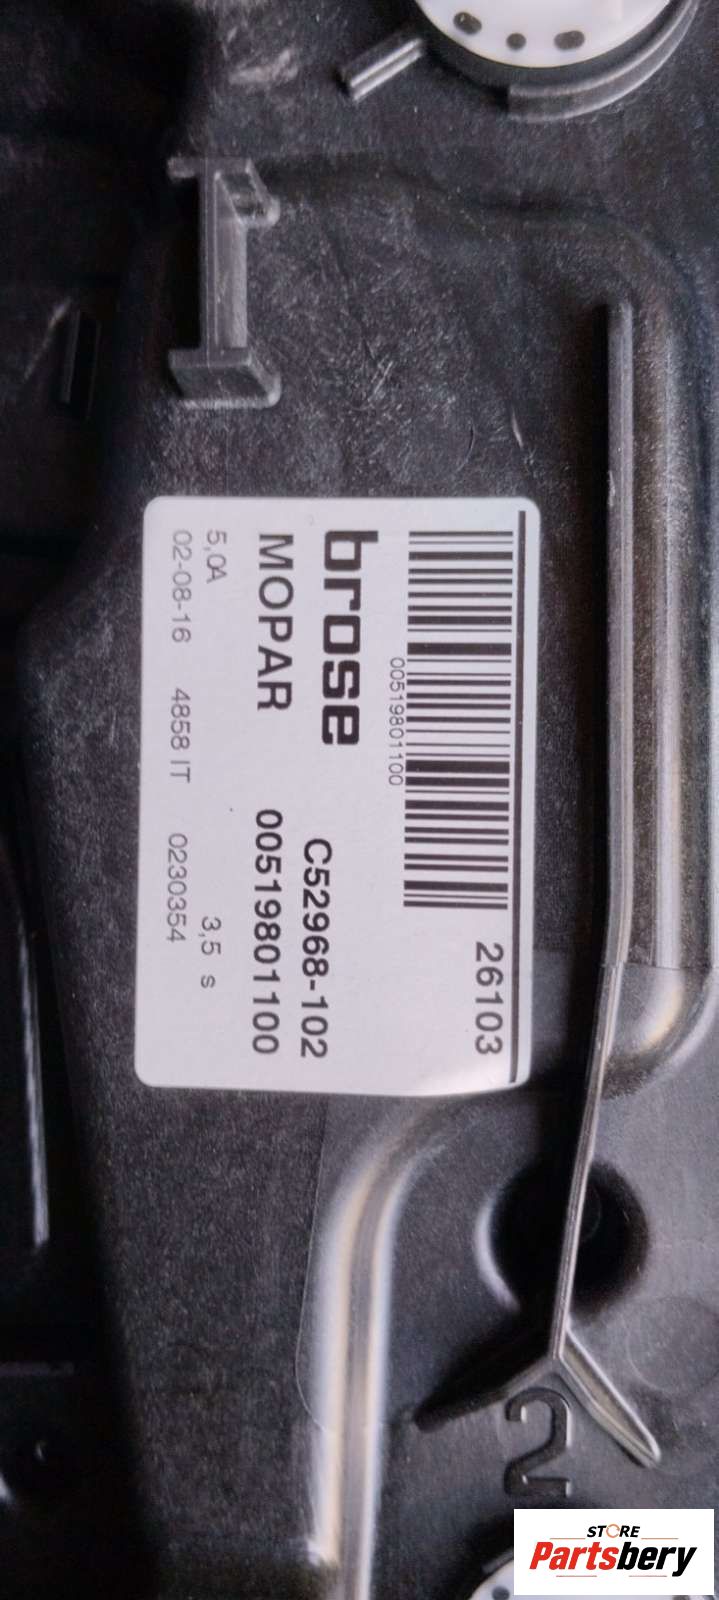 26103
00519801100
brose C52968-102
MOPAR 00519801100
5,0A 3,5 s
02-08-16 4858 IT 0230354
2
STORE
Partsbery